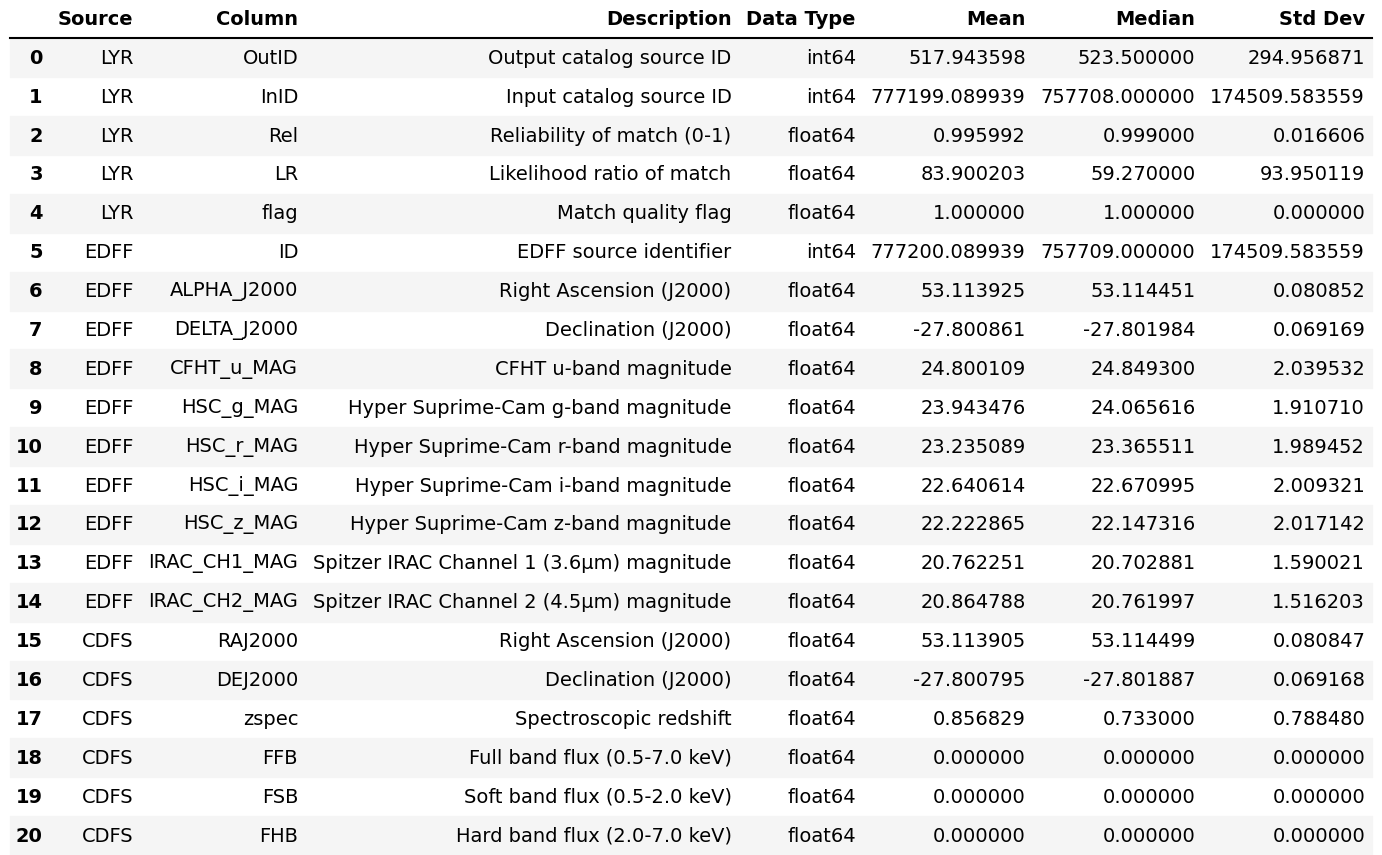 Source Column Description Data Type Mean Median Std Dev
0 LYR OutID Output catalog source ID int64 517.943598 523.500000 294.956871
1 LYR InID Input catalog source ID int64 777199.089939 757708.000000 174509.583559
2 LYR Rel Reliability of match (0-1) float64 0.995992 0.999000 0.016606
3 LYR LR Likelihood ratio of match float64 83.900203 59.270000 93.950119
4 LYR flag Match quality flag float64 1.000000 1.000000 0.000000
5 EDFF ID EDFF source identifier int64 777200.089939 757709.000000 174509.583559
6 EDFF ALPHA_J2000 Right Ascension (J2000) float64 53.113925 53.114451 0.080852
7 EDFF DELTA_J2000 Declination (J2000) float64 -27.800861 -27.801984 0.069169
8 EDFF CFHT_u_MAG CFHT u-band magnitude float64 24.800109 24.849300 2.039532
9 EDFF HSC_g_MAG Hyper Suprime-Cam g-band magnitude float64 23.943476 24.065616 1.910710
10 EDFF HSC_r_MAG Hyper Suprime-Cam r-band magnitude float64 23.235089 23.365511 1.989452
11 EDFF HSC_i_MAG Hyper Suprime-Cam i-band magnitude float64 22.640614 22.670995 2.009321
12 EDFF HSC_z_MAG Hyper Suprime-Cam z-band magnitude float64 22.222865 22.147316 2.017142
13 EDFF IRAC_CH1_MAG Spitzer IRAC Channel 1 (3.6μm) magnitude float64 20.762251 20.702881 1.590021
14 EDFF IRAC_CH2_MAG Spitzer IRAC Channel 2 (4.5μm) magnitude float64 20.864788 20.761997 1.516203
15 CDFS RAJ2000 Right Ascension (J2000) float64 53.113905 53.114499 0.080847
16 CDFS DEJ2000 Declination (J2000) float64 -27.800795 -27.801887 0.069168
17 CDFS zspec Spectroscopic redshift float64 0.856829 0.733000 0.788480
18 CDFS FFB Full band flux (0.5-7.0 keV) float64 0.000000 0.000000 0.000000
19 CDFS FSB Soft band flux (0.5-2.0 keV) float64 0.000000 0.000000 0.000000
20 CDFS FHB Hard band flux (2.0-7.0 keV) float64 0.000000 0.000000 0.000000